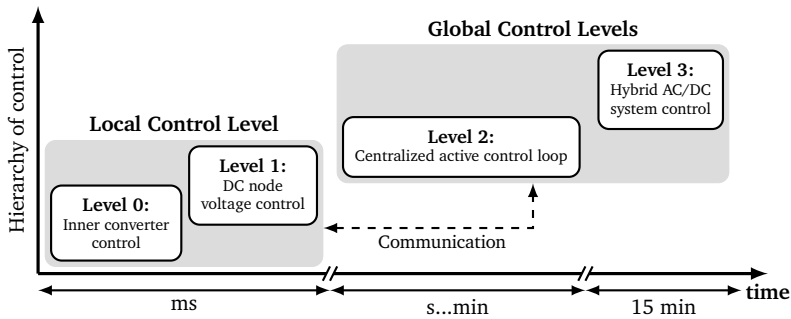 Global Control Levels
Level 3:
Hybrid AC/DC
system control
Level 2:
Centralized active control loop
Local Control Level
Level 1:
DC node
voltage control
Level 0:
Inner converter
control
Communication
Hierarchy of control
time
ms
s...min
15 min